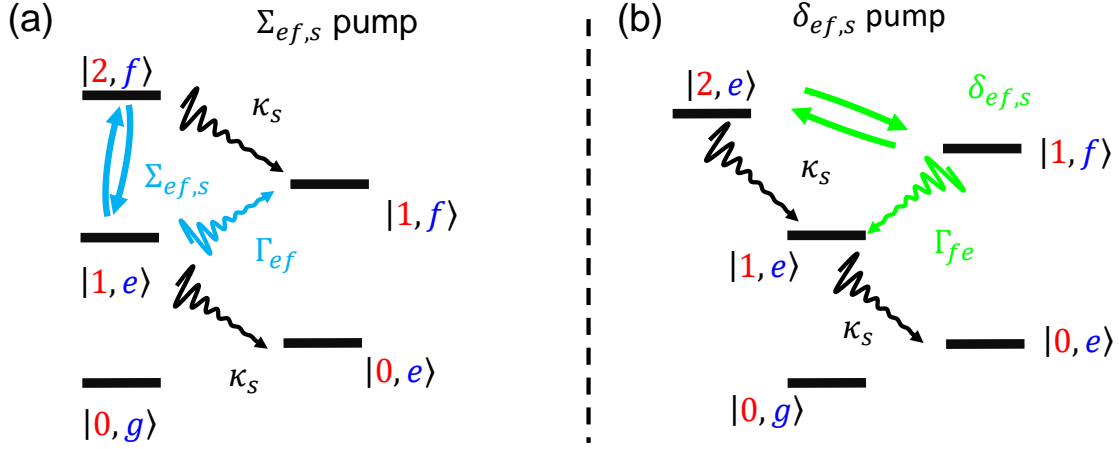 (a)
Σ_{ef,s} pump
|2, f⟩
κ_s
Σ_{ef,s}
|1, f⟩
Γ_{ef}
|1, e⟩
κ_s
|0, e⟩
|0, g⟩
(b)
δ_{ef,s} pump
|2, e⟩
δ_{ef,s}
κ_s
|1, f⟩
Γ_{fe}
|1, e⟩
κ_s
|0, e⟩
|0, g⟩